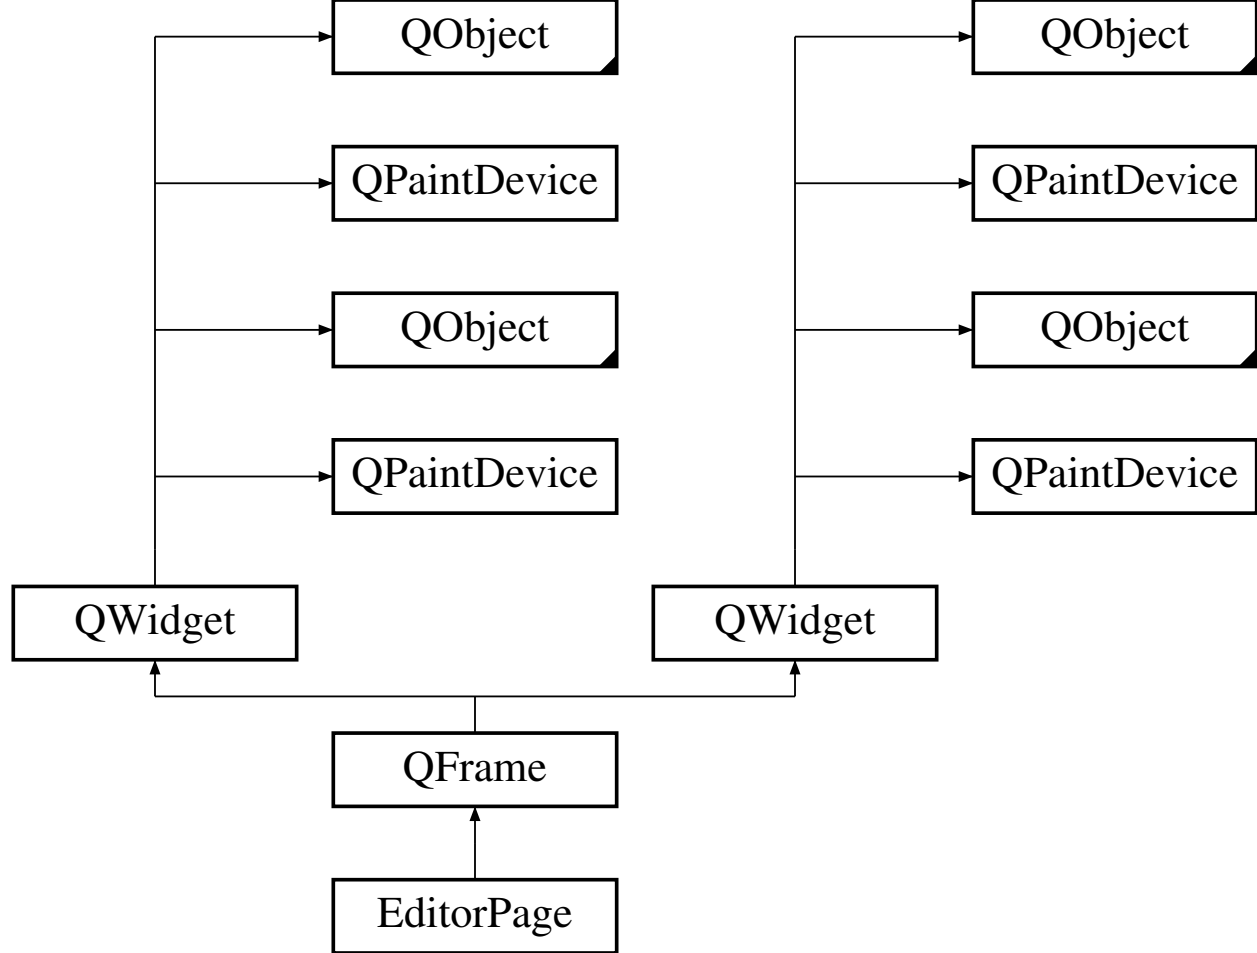 QObject
QObject
QPaintDevice
QPaintDevice
QObject
QObject
QPaintDevice
QPaintDevice
QWidget
QWidget
QFrame
EditorPage